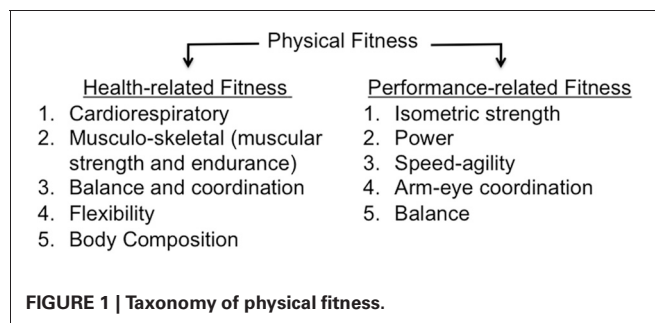 Physical Fitness
Health-related Fitness
1. Cardiorespiratory
2. Musculo-skeletal (muscular
strength and endurance)
3. Balance and coordination
4. Flexibility
5. Body Composition
Performance-related Fitness
1. Isometric strength
2. Power
3. Speed-agility
4. Arm-eye coordination
5. Balance
FIGURE 1 | Taxonomy of physical fitness.